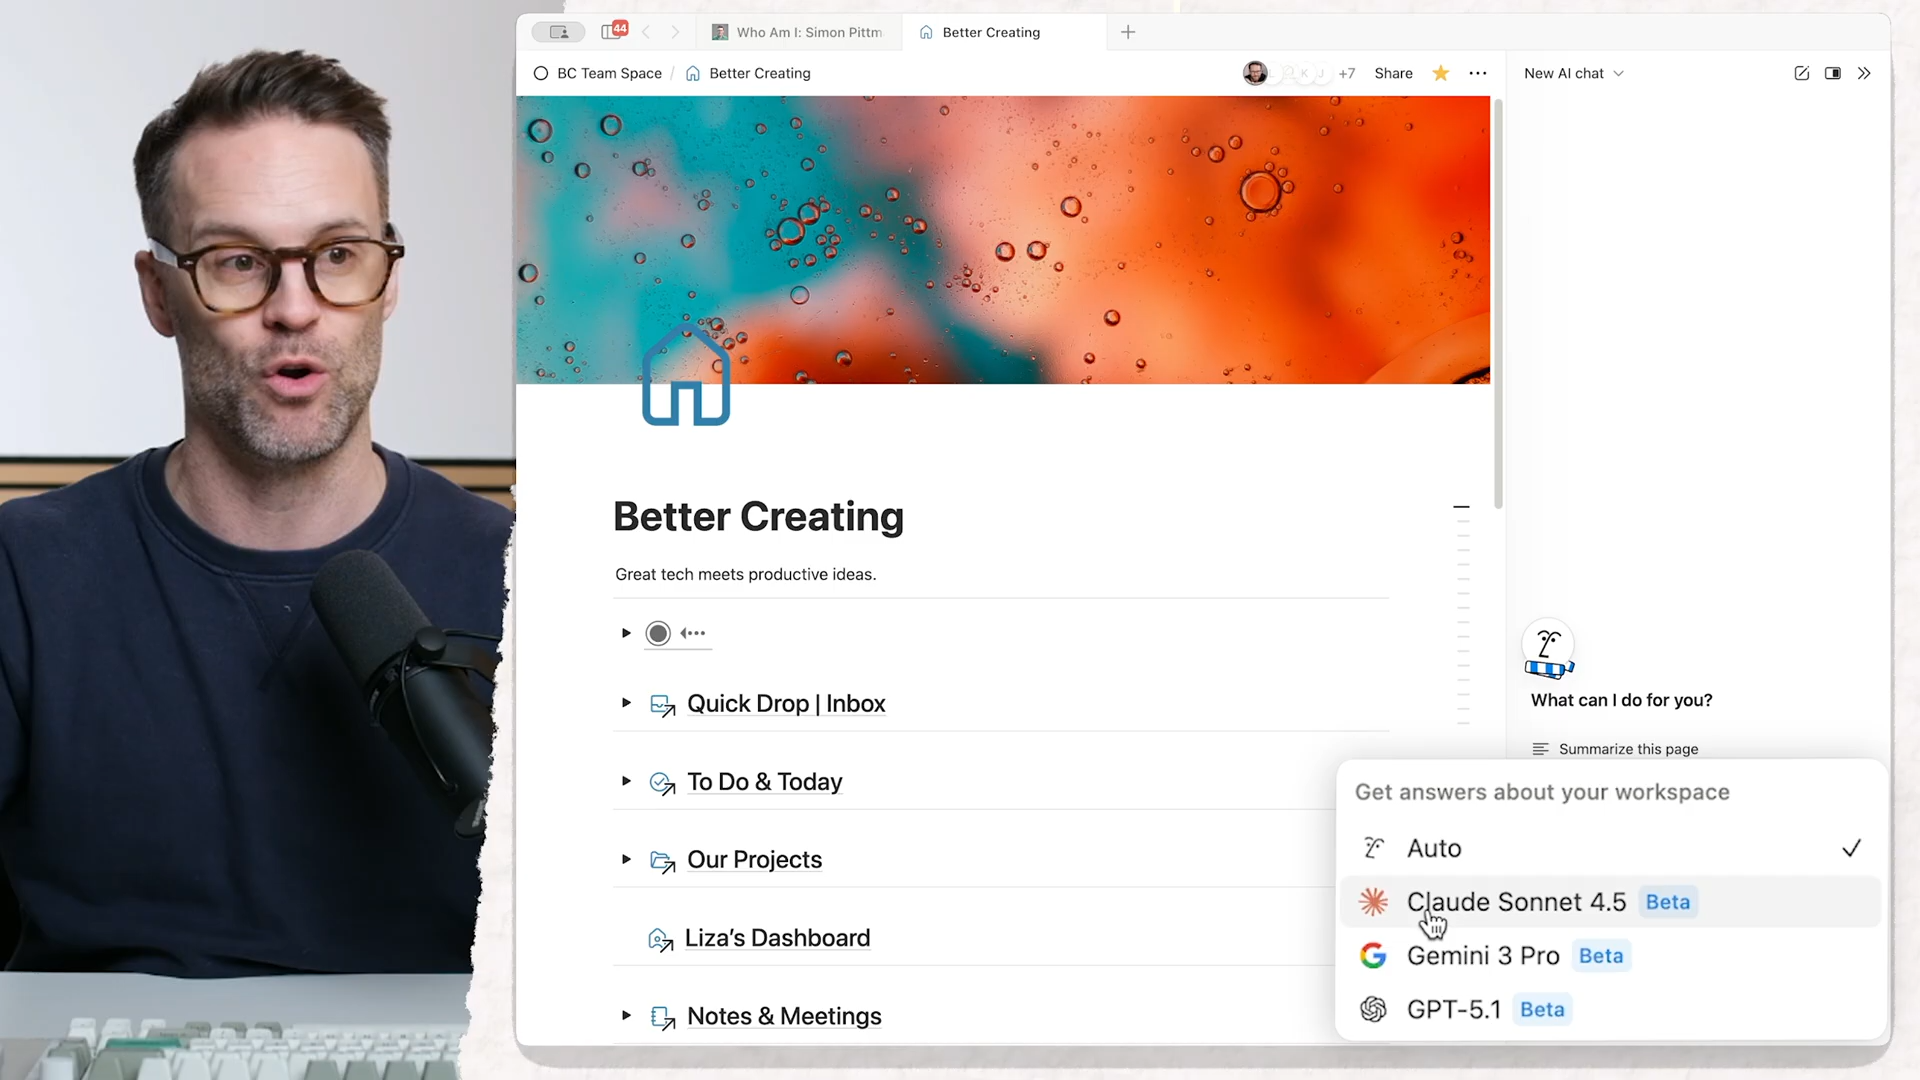 44
Who Am I: Simon Pittm
Better Creating
BC Team Space / Better Creating
K J +7 Share
New AI chat
Better Creating
Great tech meets productive ideas.
Quick Drop | Inbox
To Do & Today
Our Projects
Liza's Dashboard
Notes & Meetings
What can I do for you?
Summarize this page
Get answers about your workspace
Auto
Claude Sonnet 4.5 Beta
Gemini 3 Pro Beta
GPT-5.1 Beta